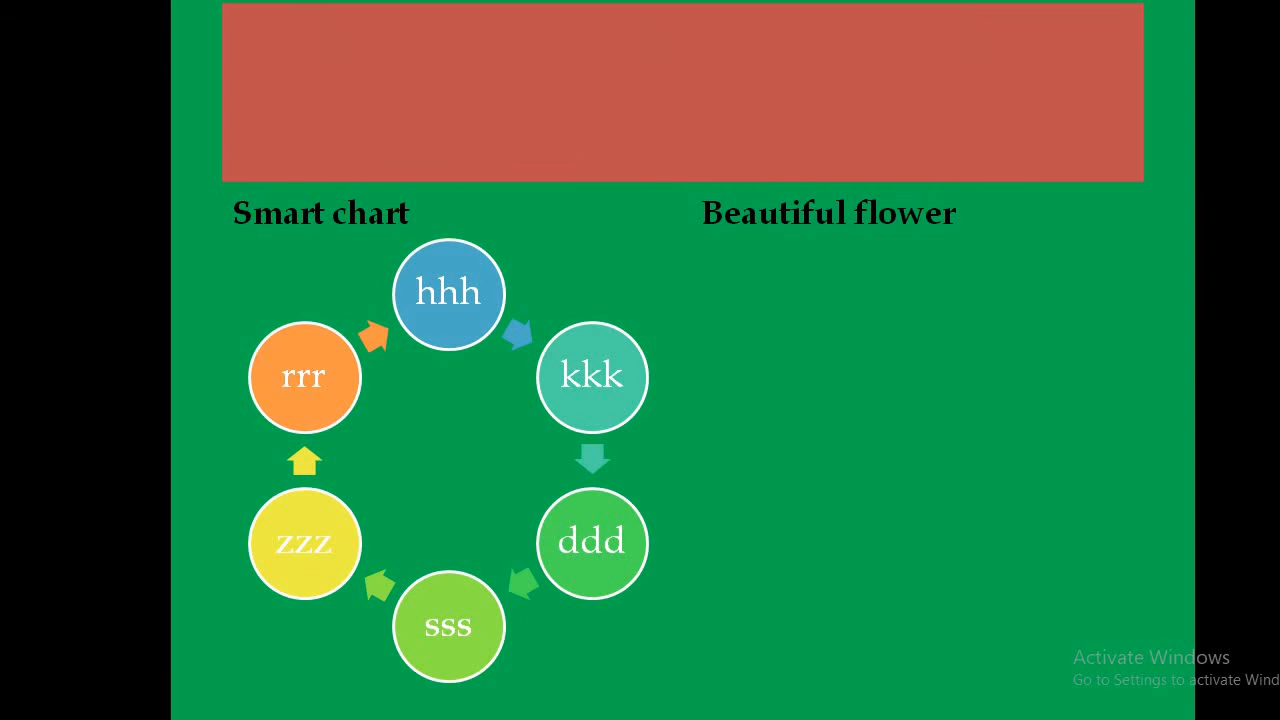 Smart chart
Beautiful flower
hhh
rrr
kkk
zzz
ddd
sss
Activate Windows
Go to Settings to activate Wind